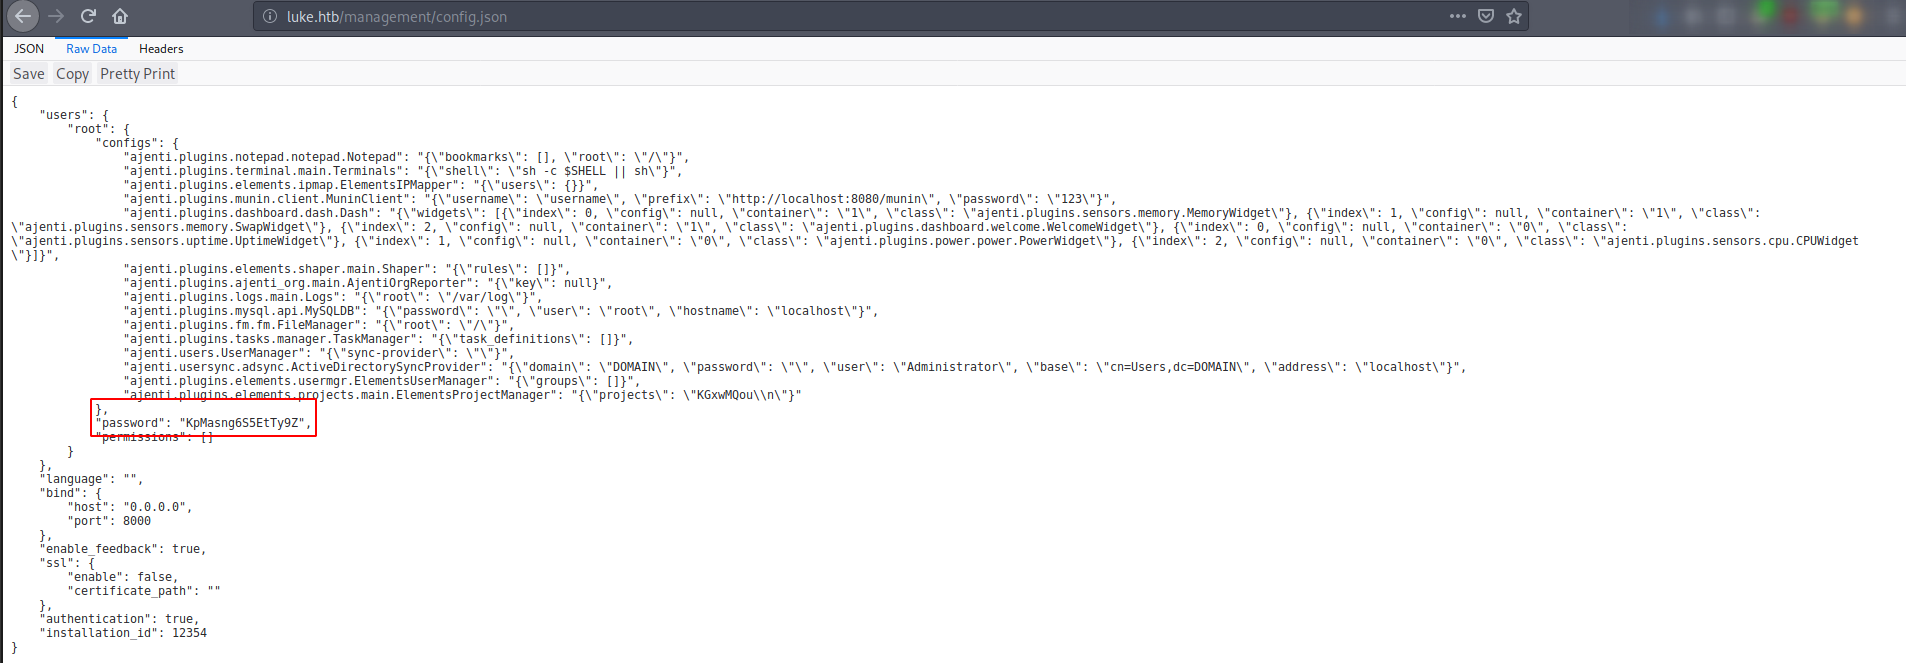 luke.htb/management/config.json
JSON Raw Data Headers
Save Copy Pretty Print
{
    "users": {
        "root": {
            "configs": {
                "ajenti.plugins.notepad.notepad.Notepad": "{\"bookmarks\": [], \"root\": \"/\"}",
                "ajenti.plugins.terminal.main.Terminals": "{\"shell\": \"sh -c $SHELL || sh\"}",
                "ajenti.plugins.elements.ipmap.ElementsIPMapper": "{\"users\": {}}",
                "ajenti.plugins.munin.client.MuninClient": "{\"username\": \"username\", \"prefix\": \"http://localhost:8080/munin\", \"password\": \"123\"}",
                "ajenti.plugins.dashboard.dash.Dash": "{\"widgets\": [{\"index\": 0, \"config\": null, \"container\": \"1\", \"class\": \"ajenti.plugins.sensors.memory.MemoryWidget\"}, {\"index\": 1, \"config\": null, \"container\": \"1\", \"class\":
\"ajenti.plugins.sensors.memory.SwapWidget\"}, {\"index\": 2, \"config\": null, \"container\": \"1\", \"class\": \"ajenti.plugins.dashboard.welcome.WelcomeWidget\"}, {\"index\": 0, \"config\": null, \"container\": \"0\", \"class\":
\"ajenti.plugins.sensors.uptime.UptimeWidget\"}, {\"index\": 1, \"config\": null, \"container\": \"0\", \"class\": \"ajenti.plugins.power.power.PowerWidget\"}, {\"index\": 2, \"config\": null, \"container\": \"0\", \"class\": \"ajenti.plugins.sensors.cpu.CPUWidget
\"}]}",
                "ajenti.plugins.elements.shaper.main.Shaper": "{\"rules\": []}",
                "ajenti.plugins.ajenti_org.main.AjentiOrgReporter": "{\"key\": null}",
                "ajenti.plugins.logs.main.Logs": "{\"root\": \"/var/log\"}",
                "ajenti.plugins.mysql.api.MySQLDB": "{\"password\": \"\", \"user\": \"root\", \"hostname\": \"localhost\"}",
                "ajenti.plugins.fm.fm.FileManager": "{\"root\": \"/\"}",
                "ajenti.plugins.tasks.manager.TaskManager": "{\"task_definitions\": []}",
                "ajenti.users.UserManager": "{\"sync-provider\": \"\"}",
                "ajenti.usersync.adsync.ActiveDirectorySyncProvider": "{\"domain\": \"DOMAIN\", \"password\": \"\", \"user\": \"Administrator\", \"base\": \"cn=Users,dc=DOMAIN\", \"address\": \"localhost\"}",
                "ajenti.plugins.elements.usermgr.ElementsUserManager": "{\"groups\": []}",
                "ajenti.plugins.elements.projects.main.ElementsProjectManager": "{\"projects\": \"KGxwMQou\\n\"}"
            },
            "password": "KpMasng6S5EtTy9Z",
            "permissions": []
        }
    },
    "language": "",
    "bind": {
        "host": "0.0.0.0",
        "port": 8000
    },
    "enable_feedback": true,
    "ssl": {
        "enable": false,
        "certificate_path": ""
    },
    "authentication": true,
    "installation_id": 12354
}